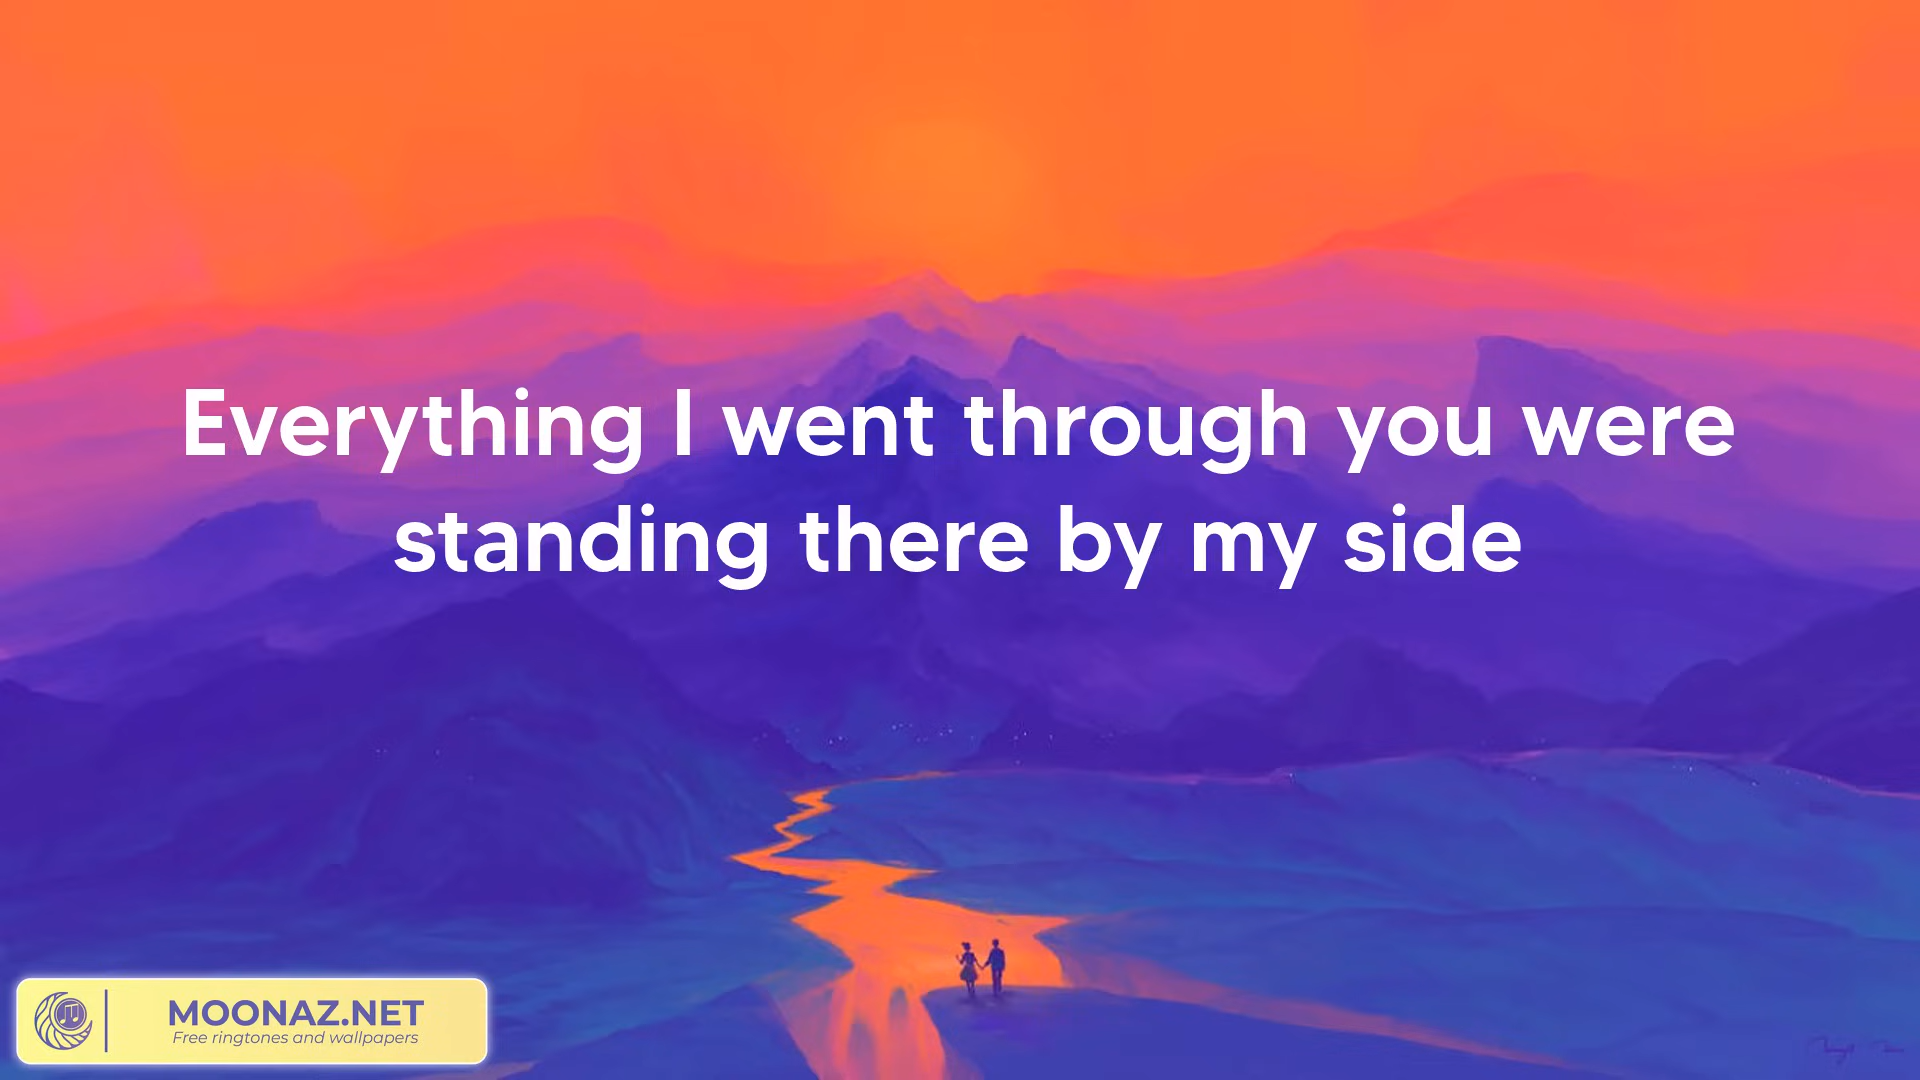 Everything I went through you were
standing there by my side
MOONAZ.NET
Free ringtones and wallpapers